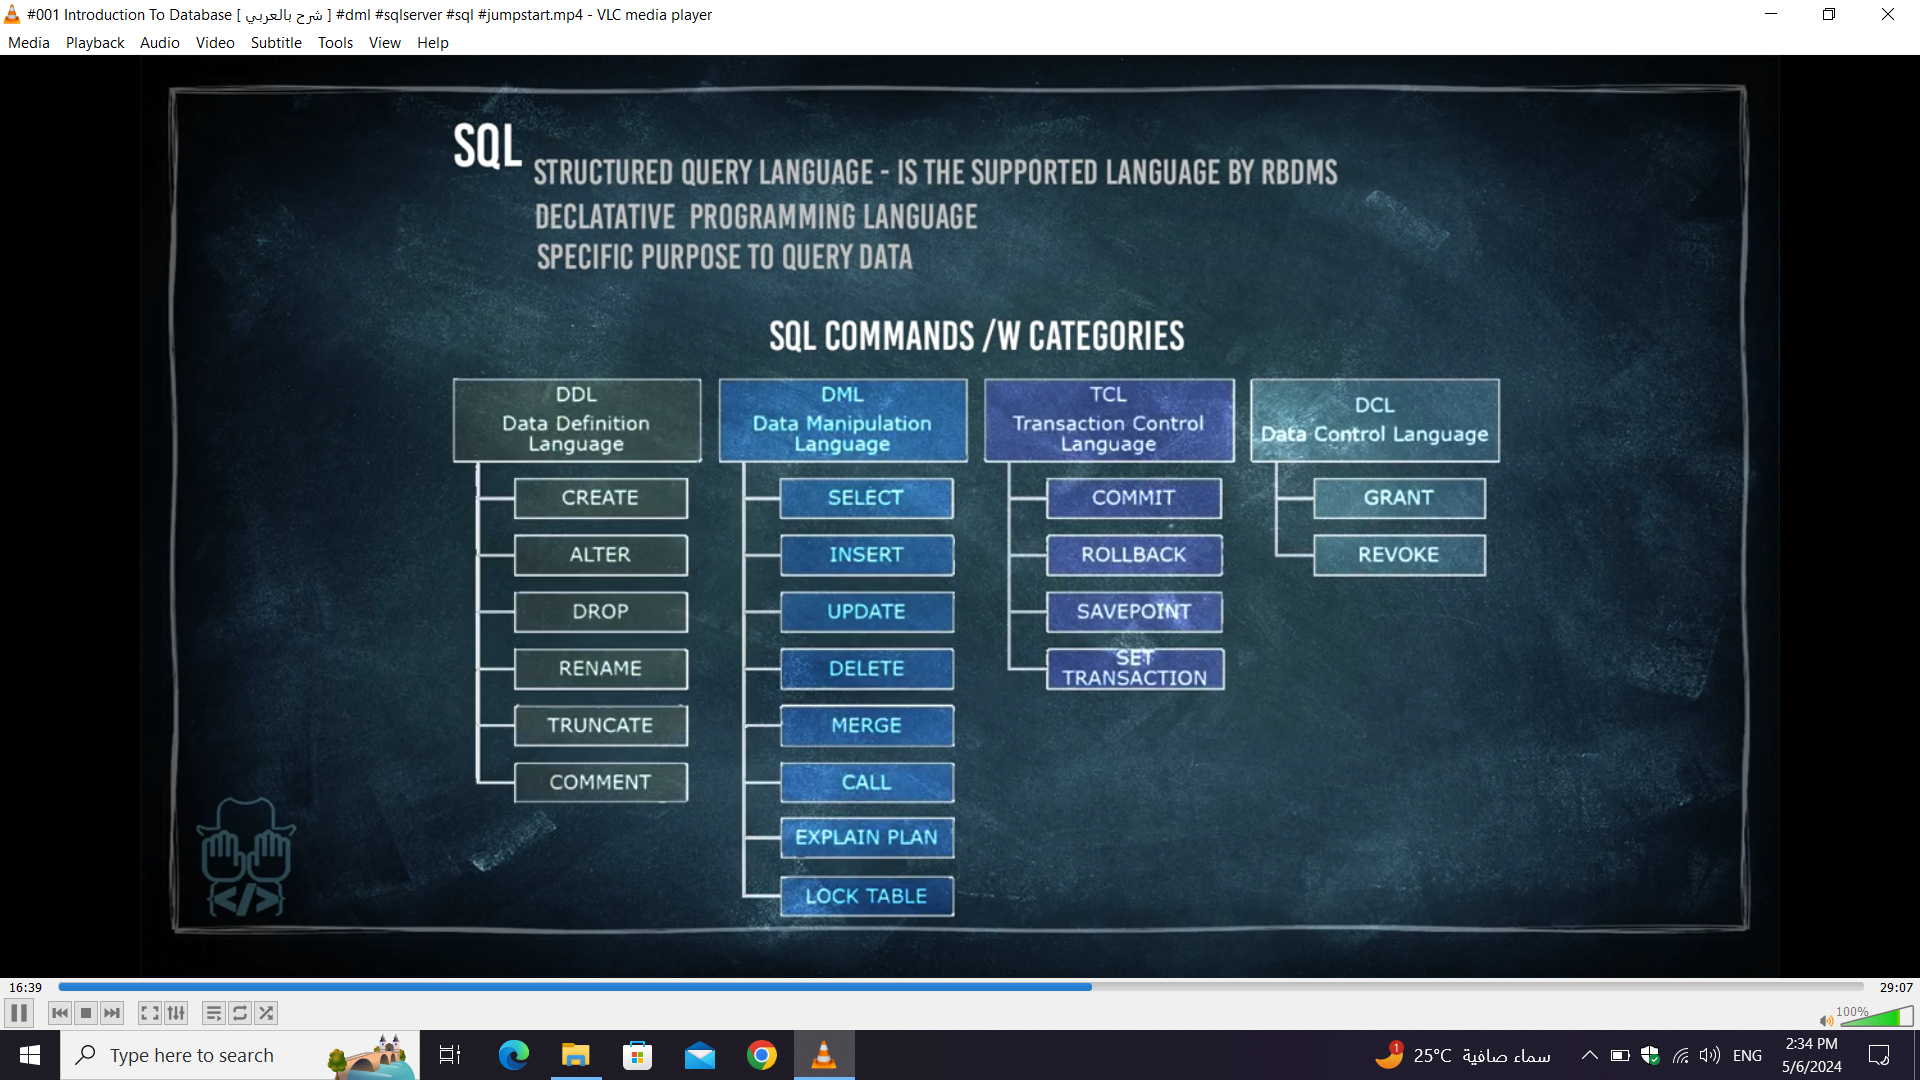 #001 Introduction To Database [ شرح بالعربي ] #dml #sqlserver #sql #jumpstart.mp4 - VLC media player
Media Playback Audio Video Subtitle Tools View Help
SQL
STRUCTURED QUERY LANGUAGE - IS THE SUPPORTED LANGUAGE BY RBDMS
DECLATATIVE PROGRAMMING LANGUAGE
SPECIFIC PURPOSE TO QUERY DATA
SQL COMMANDS /W CATEGORIES
DDL
Data Definition
Language
CREATE
ALTER
DROP
RENAME
TRUNCATE
COMMENT
DML
Data Manipulation
Language
SELECT
INSERT
UPDATE
DELETE
MERGE
CALL
EXPLAIN PLAN
LOCK TABLE
TCL
Transaction Control
Language
COMMIT
ROLLBACK
SAVEPOINT
SET
TRANSACTION
DCL
Data Control Language
GRANT
REVOKE
</>
16:39
29:07
100%
Type here to search
1
25°C سماء صافية
ENG
2:34 PM
5/6/2024